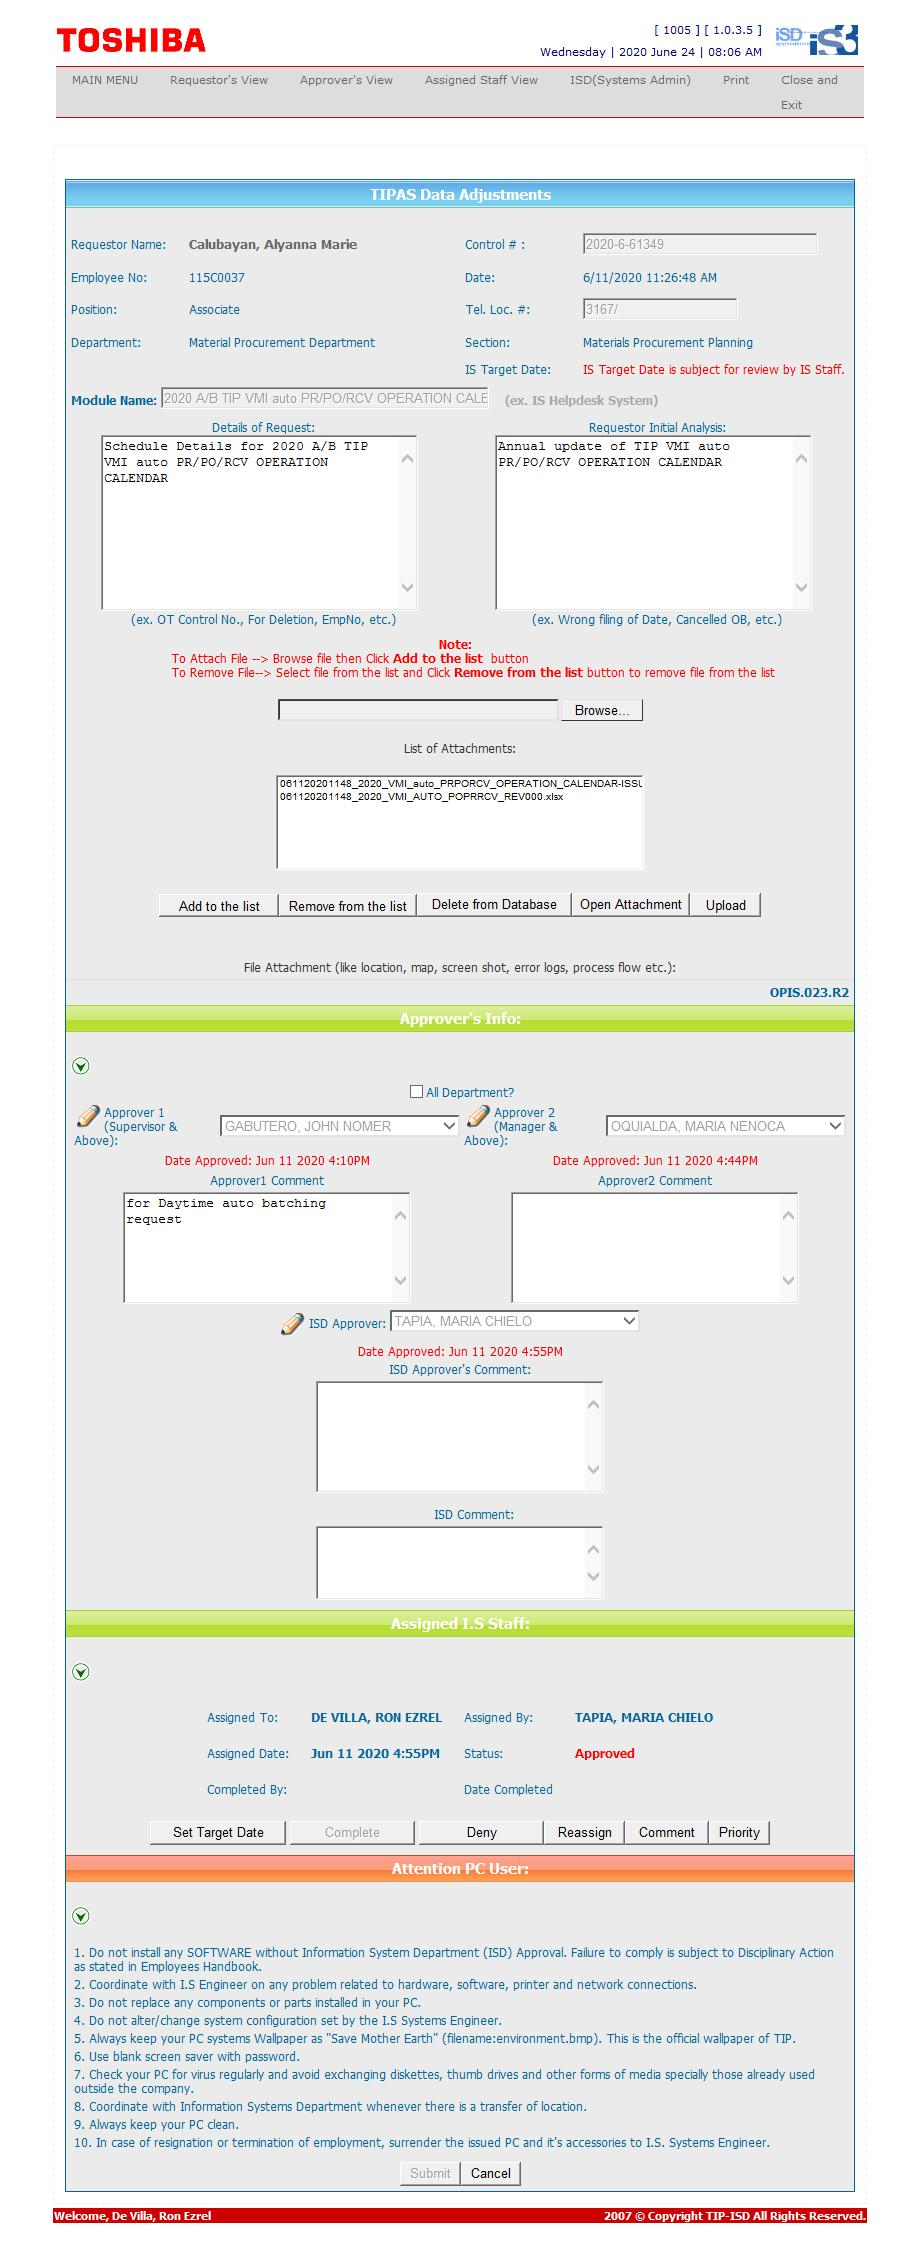 TOSHIBA
[ 1005 ] [ 1.0.3.5 ]
Wednesday | 2020 June 24 | 08:06 AM
MAIN MENU Requestor's View Approver's View Assigned Staff View ISD(Systems Admin) Print Close and
Exit
TIPAS Data Adjustments
Requestor Name: Calubayan, Alyanna Marie Control # : 2020-6-61349
Employee No: 115C0037 Date: 6/11/2020 11:26:48 AM
Position: Associate Tel. Loc. #: 3167/
Department: Material Procurement Department Section: Materials Procurement Planning
IS Target Date: IS Target Date is subject for review by IS Staff.
Module Name: 2020 A/B TIP VMI auto PR/PO/RCV OPERATION CALE (ex. IS Helpdesk System)
Details of Request: Requestor Initial Analysis:
Schedule Details for 2020 A/B TIP
VMI auto PR/PO/RCV OPERATION
CALENDAR
Annual update of TIP VMI auto
PR/PO/RCV OPERATION CALENDAR
(ex. OT Control No., For Deletion, EmpNo, etc.) (ex. Wrong filing of Date, Cancelled OB, etc.)
Note:
To Attach File --> Browse file then Click Add to the list button
To Remove File--> Select file from the list and Click Remove from the list button to remove file from the list
Browse...
List of Attachments:
061120201148_2020_VMI_auto_PRPORCV_OPERATION_CALENDAR-ISSU
061120201148_2020_VMI_AUTO_POPRRCV_REV000.xlsx
Add to the list Remove from the list Delete from Database Open Attachment Upload
File Attachment (like location, map, screen shot, error logs, process flow etc.):
OPIS.023.R2
Approver's Info:
All Department?
Approver 1
(Supervisor &
Above):
GABUTERO, JOHN NOMER
Approver 2
(Manager &
Above):
OQUIALDA, MARIA NENOCA
Date Approved: Jun 11 2020 4:10PM Date Approved: Jun 11 2020 4:44PM
Approver1 Comment Approver2 Comment
for Daytime auto batching
request
ISD Approver: TAPIA, MARIA CHIELO
Date Approved: Jun 11 2020 4:55PM
ISD Approver's Comment:
ISD Comment:
Assigned I.S Staff:
Assigned To: DE VILLA, RON EZREL Assigned By: TAPIA, MARIA CHIELO
Assigned Date: Jun 11 2020 4:55PM Status: Approved
Completed By: Date Completed
Set Target Date Complete Deny Reassign Comment Priority
Attention PC User:
1. Do not install any SOFTWARE without Information System Department (ISD) Approval. Failure to comply is subject to Disciplinary Action
as stated in Employees Handbook.
2. Coordinate with I.S Engineer on any problem related to hardware, software, printer and network connections.
3. Do not replace any components or parts installed in your PC.
4. Do not alter/change system configuration set by the I.S Systems Engineer.
5. Always keep your PC systems Wallpaper as "Save Mother Earth" (filename:environment.bmp). This is the official wallpaper of TIP.
6. Use blank screen saver with password.
7. Check your PC for virus regularly and avoid exchanging diskettes, thumb drives and other forms of media specially those already used
outside the company.
8. Coordinate with Information Systems Department whenever there is a transfer of location.
9. Always keep your PC clean.
10. In case of resignation or termination of employment, surrender the issued PC and it's accessories to I.S. Systems Engineer.
Submit Cancel
Welcome, De Villa, Ron Ezrel 2007 © Copyright TIP-ISD All Rights Reserved.